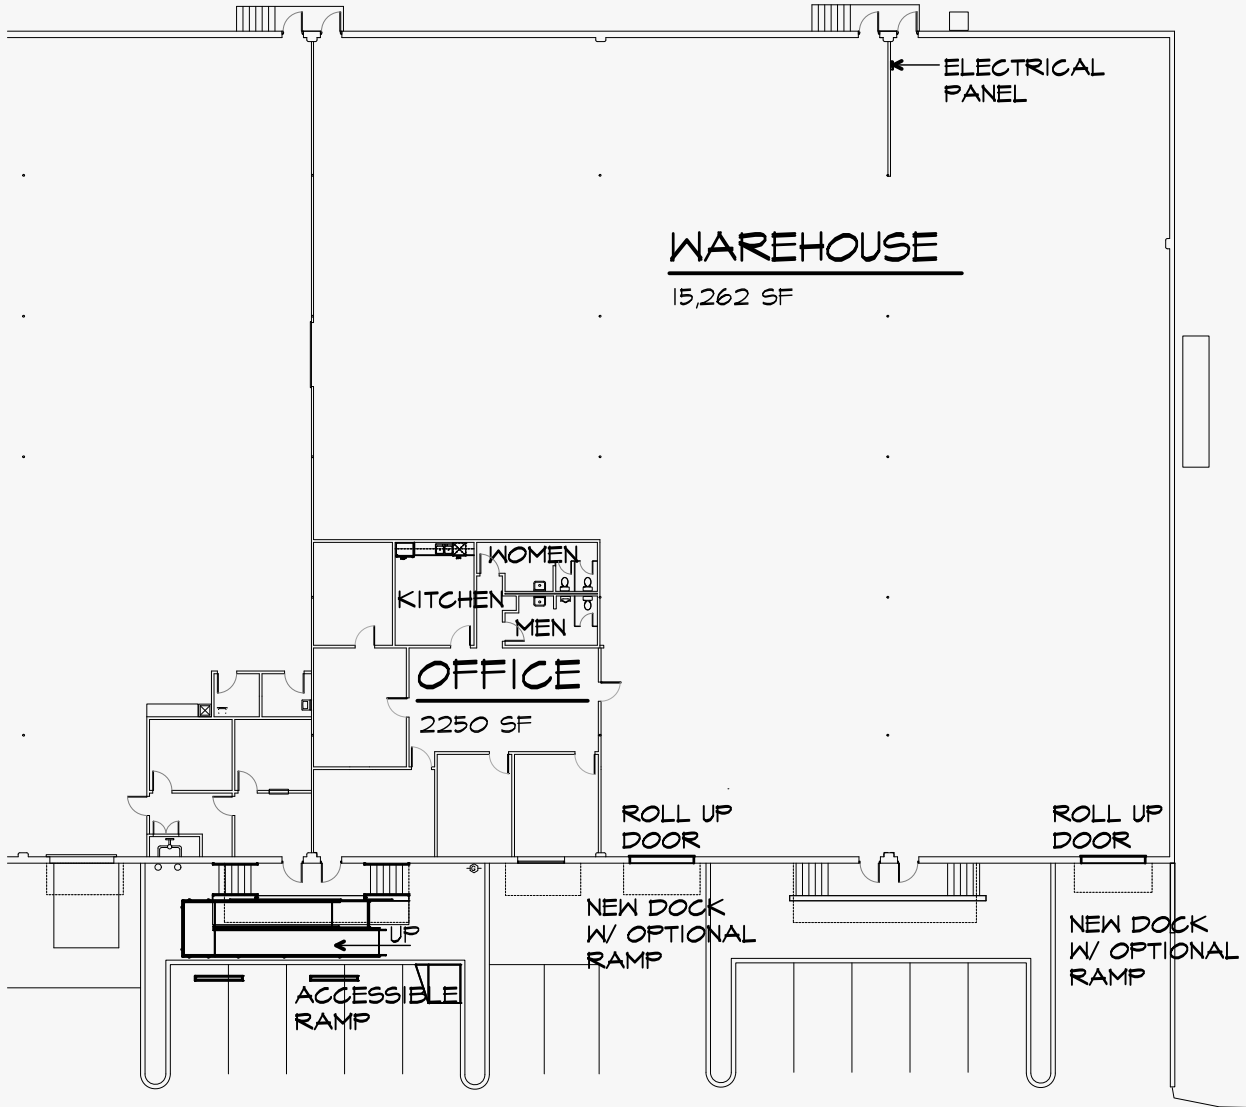 ELECTRICAL
PANEL
WAREHOUSE
15,262 SF
WOMEN
KITCHEN
MEN
OFFICE
2250 SF
ROLL UP
DOOR
ROLL UP
DOOR
NEW DOCK
W/ OPTIONAL
RAMP
NEW DOCK
W/ OPTIONAL
RAMP
UP
ACCESSIBLE
RAMP